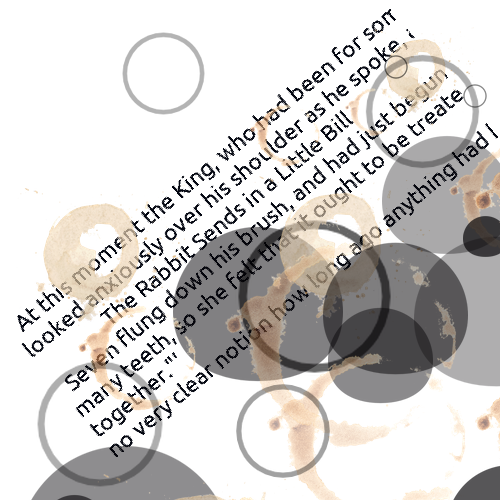 At this moment the King, who had been for
looked anxiously over his shoulder as he spoke,
The Rabbit Sends in a Little Bill
Seven flung down his brush, and had just begun
many teeth, so she felt that it ought to be
together."'
no very clear notion how long ago anything had